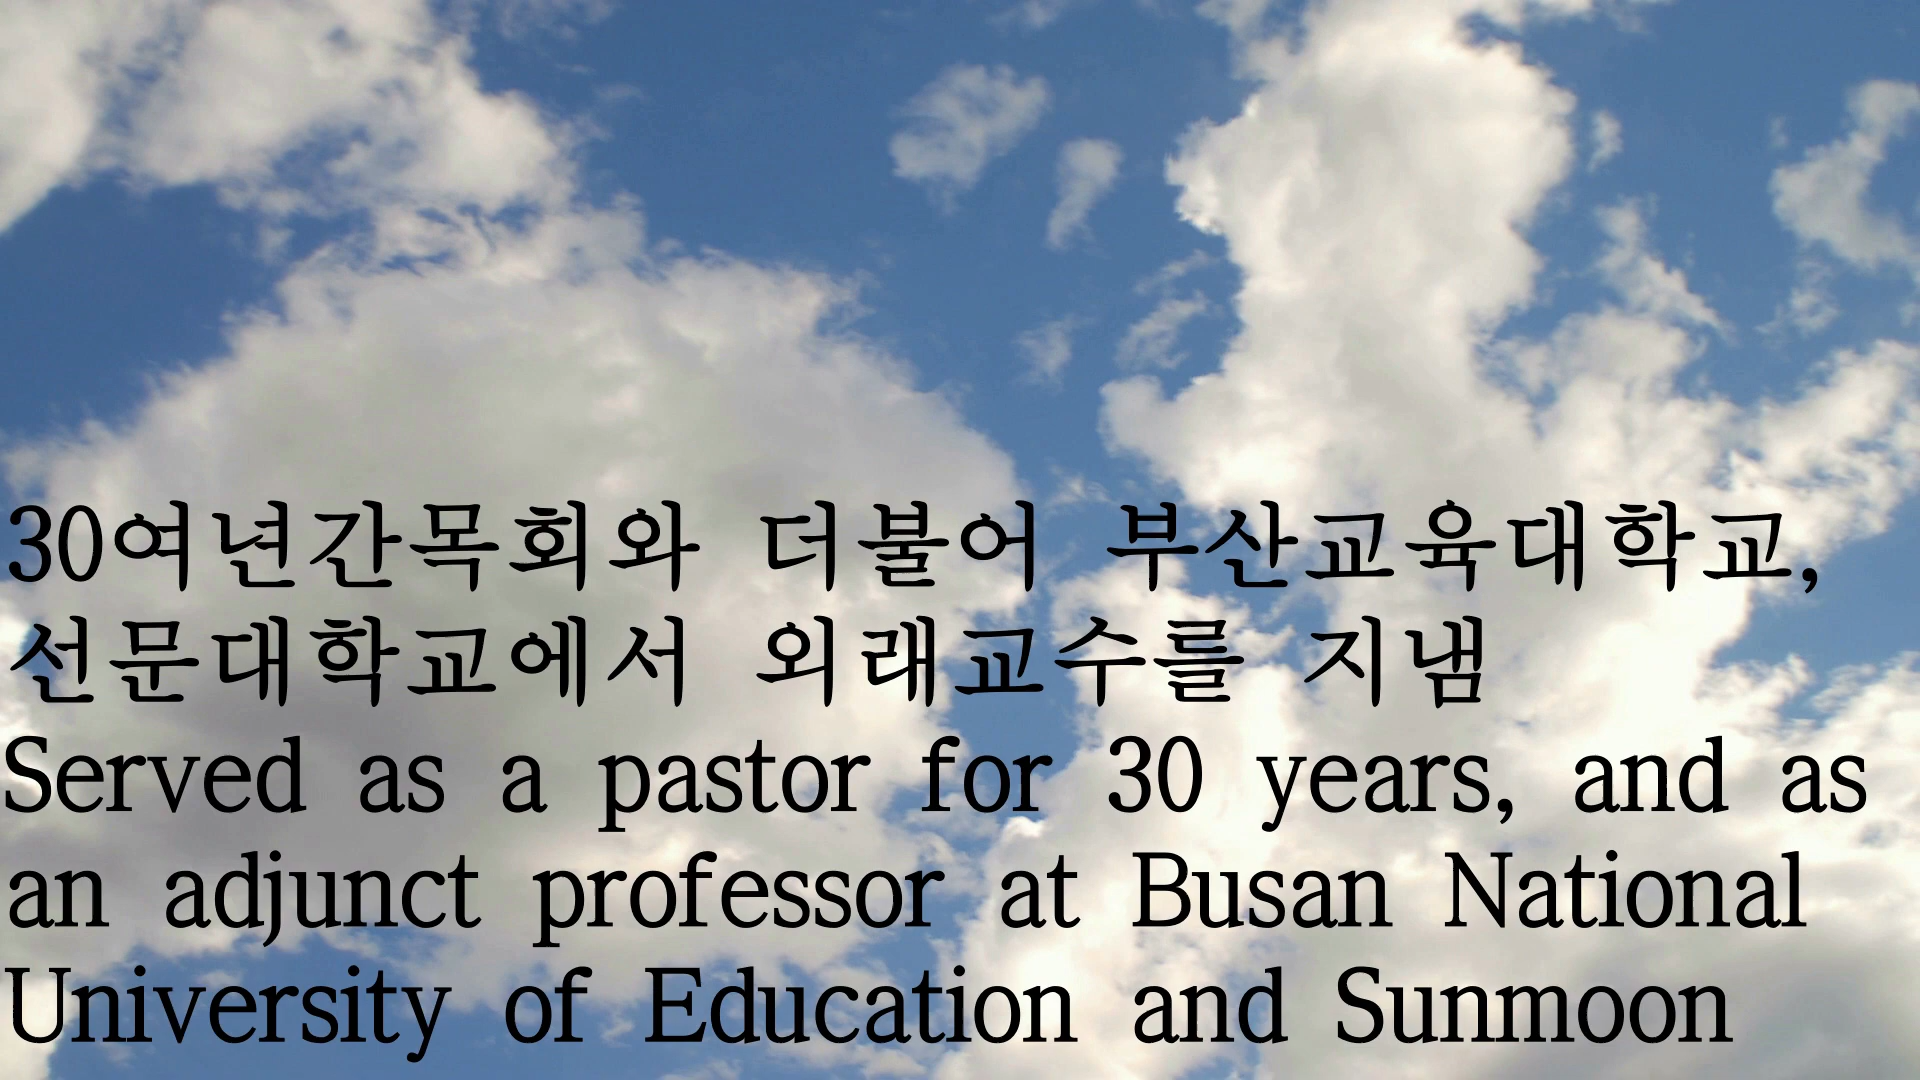 30여년간목회와 더불어 부산교육대학교,
선문대학교에서 외래교수를 지냄
Served as a pastor for 30 years, and as
an adjunct professor at Busan National
University of Education and Sunmoon